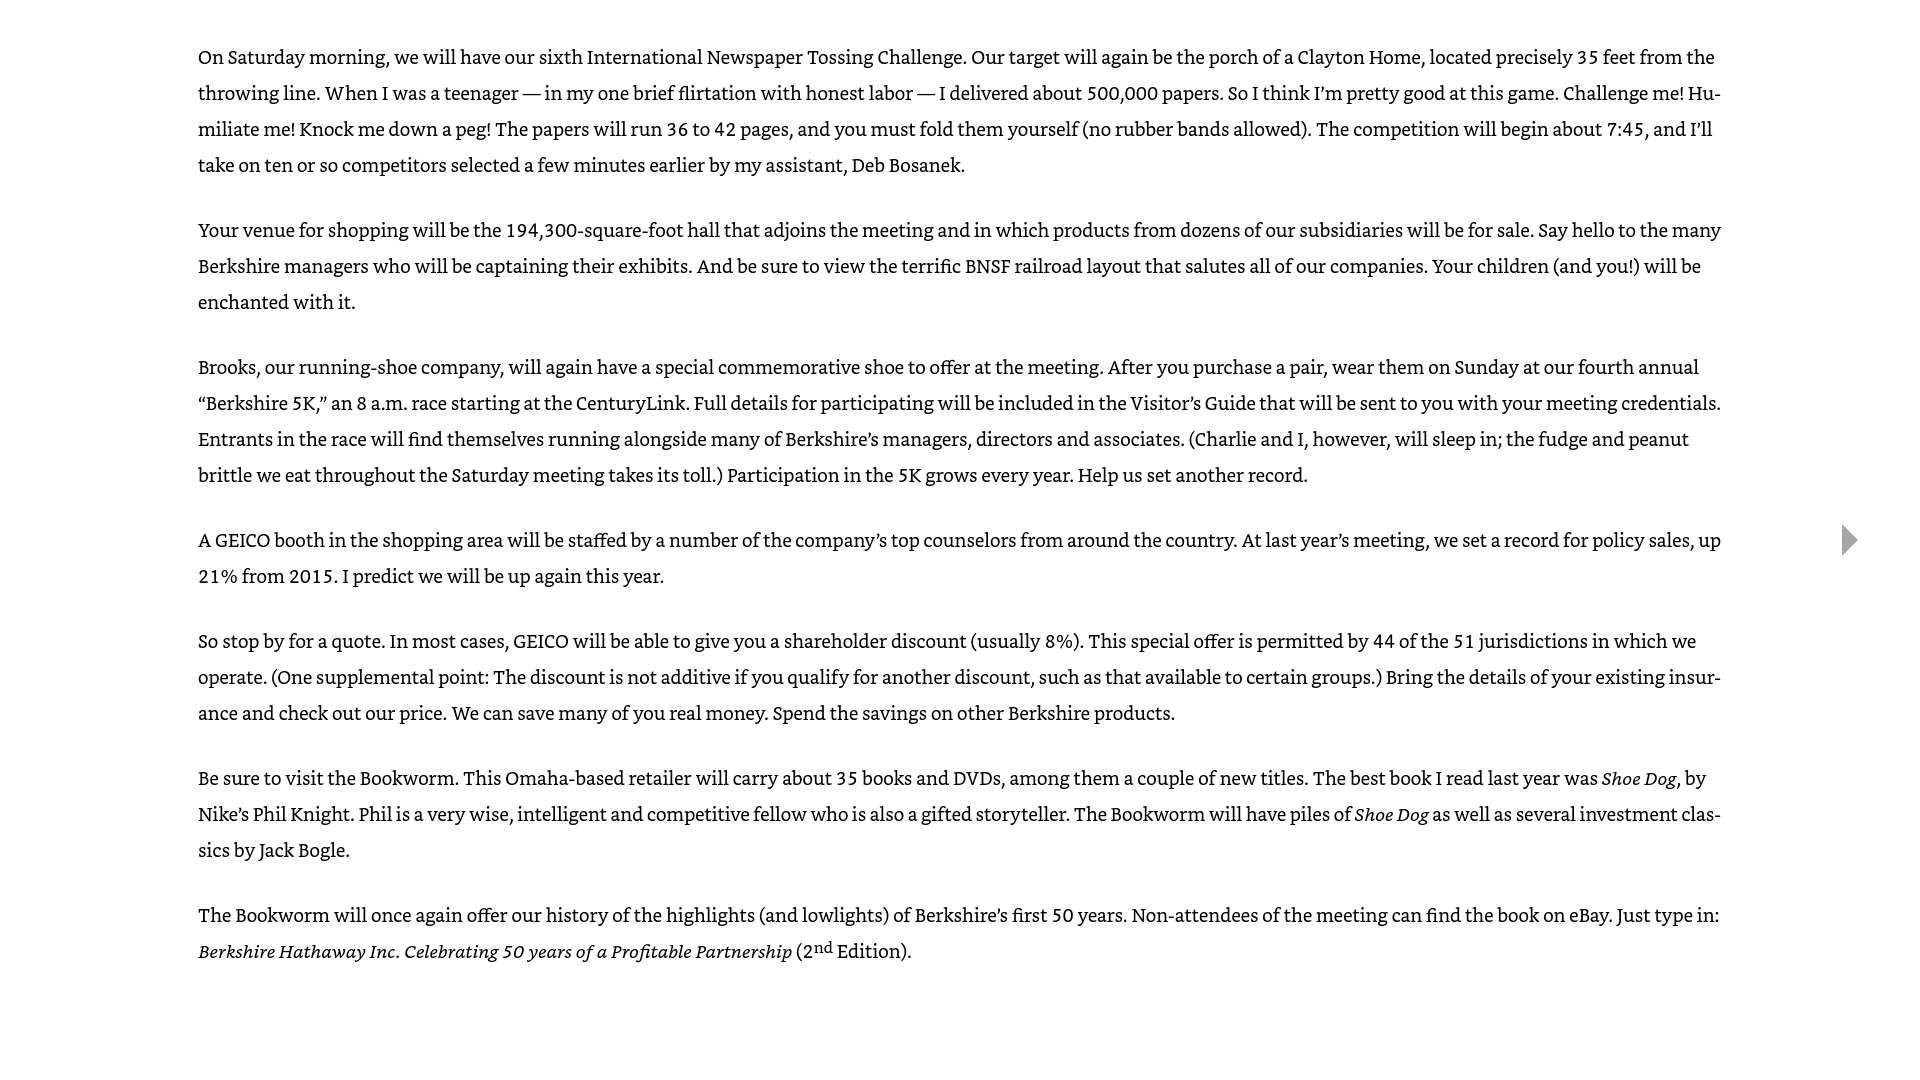 On Saturday morning, we will have our sixth International Newspaper Tossing Challenge. Our target will again be the porch of a Clayton Home, located precisely 35 feet from the
throwing line. When I was a teenager — in my one brief flirtation with honest labor — I delivered about 500,000 papers. So I think I’m pretty good at this game. Challenge me! Hu-
miliate me! Knock me down a peg! The papers will run 36 to 42 pages, and you must fold them yourself (no rubber bands allowed). The competition will begin about 7:45, and I’ll
take on ten or so competitors selected a few minutes earlier by my assistant, Deb Bosanek.
Your venue for shopping will be the 194,300-square-foot hall that adjoins the meeting and in which products from dozens of our subsidiaries will be for sale. Say hello to the many
Berkshire managers who will be captaining their exhibits. And be sure to view the terrific BNSF railroad layout that salutes all of our companies. Your children (and you!) will be
enchanted with it.
Brooks, our running-shoe company, will again have a special commemorative shoe to offer at the meeting. After you purchase a pair, wear them on Sunday at our fourth annual
“Berkshire 5K,” an 8 a.m. race starting at the CenturyLink. Full details for participating will be included in the Visitor’s Guide that will be sent to you with your meeting credentials.
Entrants in the race will find themselves running alongside many of Berkshire’s managers, directors and associates. (Charlie and I, however, will sleep in; the fudge and peanut
brittle we eat throughout the Saturday meeting takes its toll.) Participation in the 5K grows every year. Help us set another record.
A GEICO booth in the shopping area will be staffed by a number of the company’s top counselors from around the country. At last year’s meeting, we set a record for policy sales, up
21% from 2015. I predict we will be up again this year.
So stop by for a quote. In most cases, GEICO will be able to give you a shareholder discount (usually 8%). This special offer is permitted by 44 of the 51 jurisdictions in which we
operate. (One supplemental point: The discount is not additive if you qualify for another discount, such as that available to certain groups.) Bring the details of your existing insur-
ance and check out our price. We can save many of you real money. Spend the savings on other Berkshire products.
Be sure to visit the Bookworm. This Omaha-based retailer will carry about 35 books and DVDs, among them a couple of new titles. The best book I read last year was Shoe Dog, by
Nike’s Phil Knight. Phil is a very wise, intelligent and competitive fellow who is also a gifted storyteller. The Bookworm will have piles of Shoe Dog as well as several investment clas-
sics by Jack Bogle.
The Bookworm will once again offer our history of the highlights (and lowlights) of Berkshire’s first 50 years. Non-attendees of the meeting can find the book on eBay. Just type in:
Berkshire Hathaway Inc. Celebrating 50 years of a Profitable Partnership (2nd Edition).